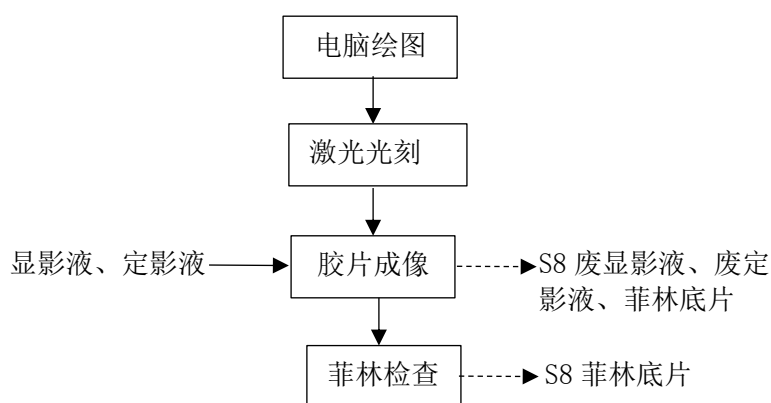 电脑绘图
激光光刻
显影液、定影液
胶片成像
S8 废显影液、废定
影液、菲林底片
菲林检查
S8 菲林底片